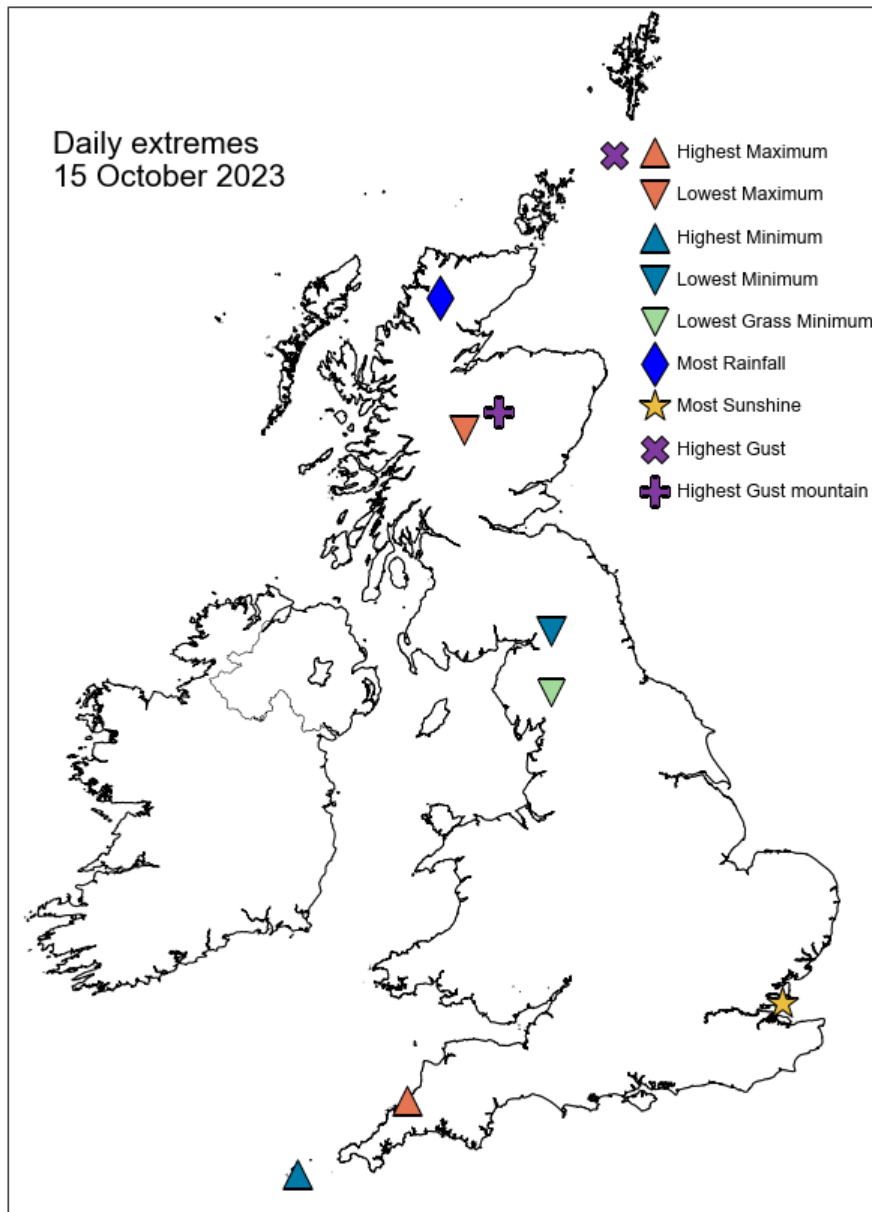 Daily extremes
15 October 2023
Highest Maximum
Lowest Maximum
Highest Minimum
Lowest Minimum
Lowest Grass Minimum
Most Rainfall
Most Sunshine
Highest Gust
Highest Gust mountain